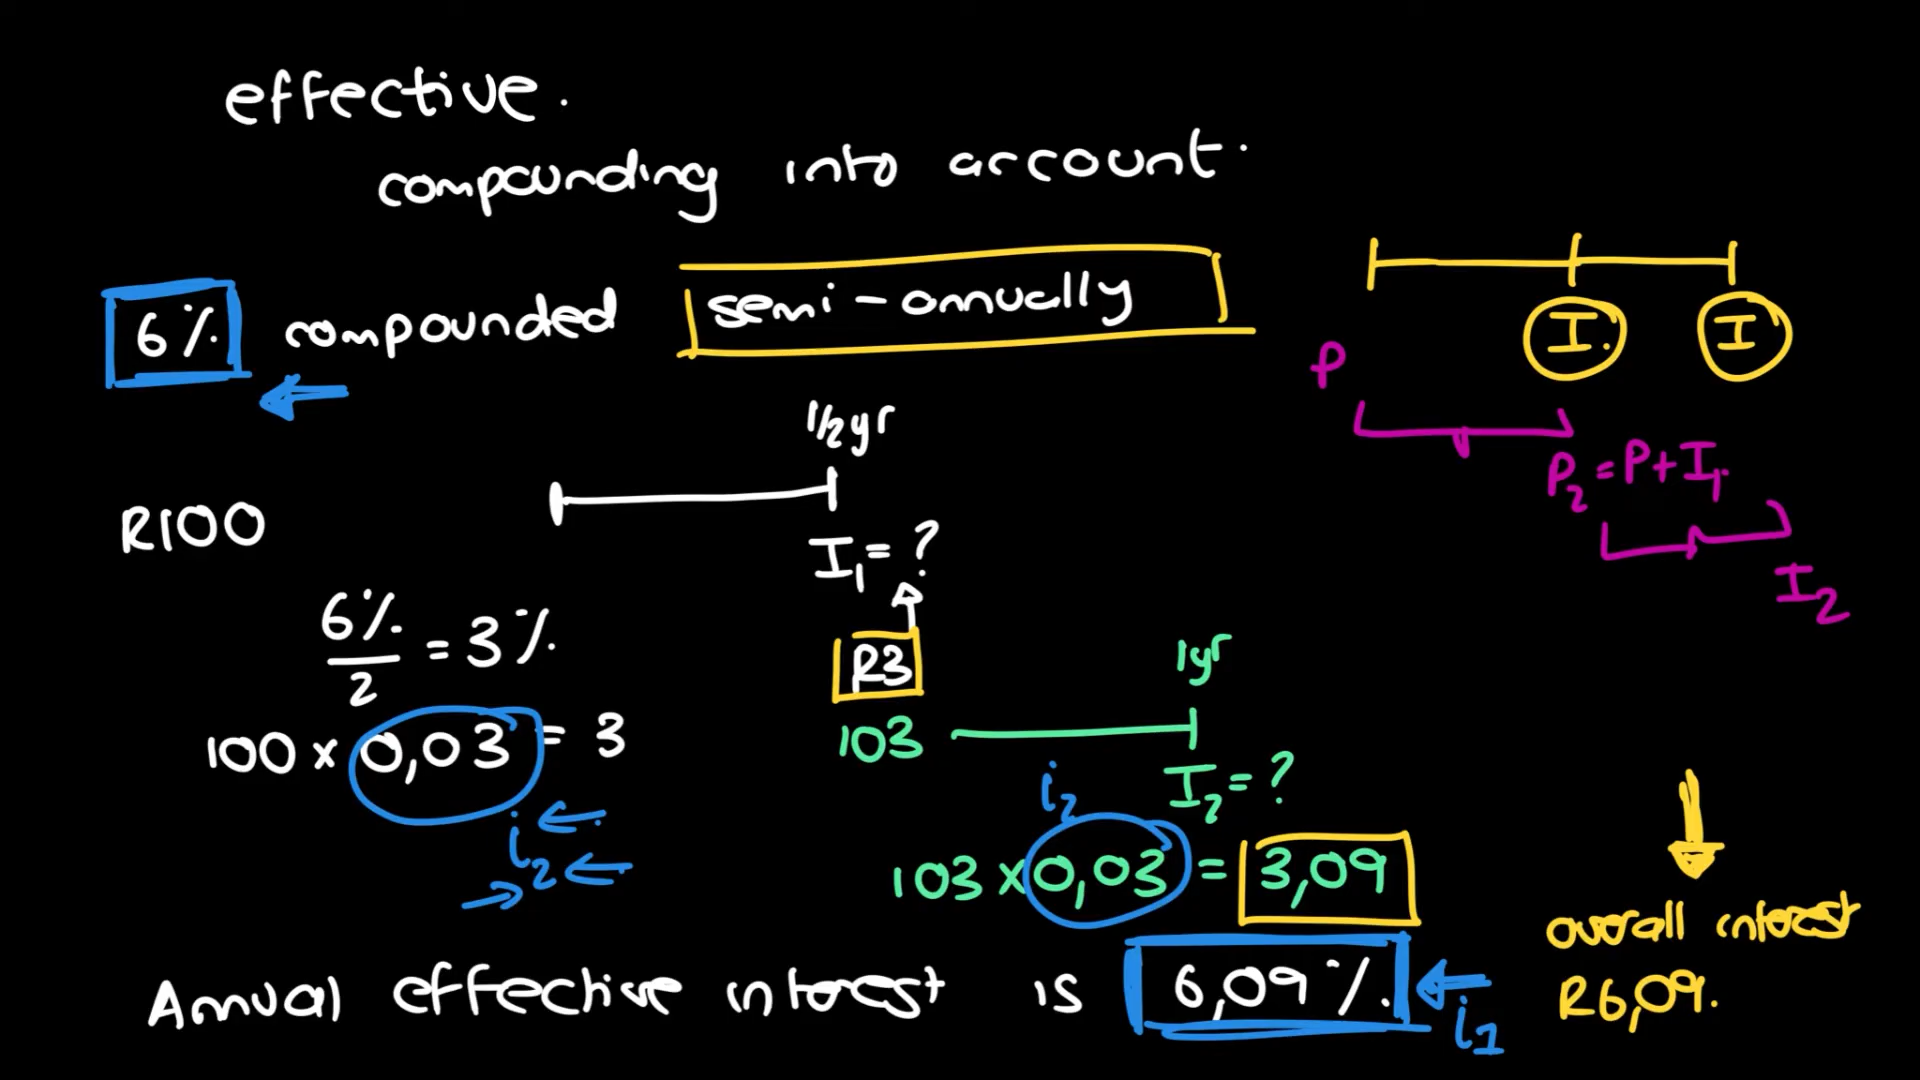 effective.
compounding into account.
6% compounded semi-annually
I. I
P
1/2yr
P₂ = P + I₁.
R100
I₁ = ?
I₂
6%/2 = 3%.
R3
1yr
100 x 0,03 = 3
103
I₂ = ?
i₂
i₂
103 x 0,03 = 3,09
overall interest
R6,09.
Annual effective interest is 6,09%.
i₁